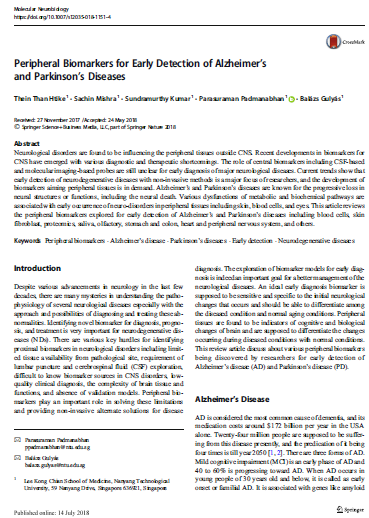 Molecular Neurobiology
https://doi.org/10.1007/s12035-018-1151-4
CrossMark
Peripheral Biomarkers for Early Detection of Alzheimer's
and Parkinson's Diseases
Thein Than Htike1 · Sachin Mishra1 · Sundramurthy Kumar1 · Parasuraman Padmanabhan1 · Balázs Gulyás1
Received: 27 November 2017 / Accepted: 24 May 2018
© Springer Science+Business Media, LLC, part of Springer Nature 2018
Abstract
Neurological disorders are found to be influencing the peripheral tissues outside CNS. Recent developments in biomarkers for
CNS have emerged with various diagnostic and therapeutic shortcomings. The role of central biomarkers including CSF-based
and molecular imaging-based probes are still unclear for early diagnosis of major neurological diseases. Current trends show that
early detection of neurodegenerative diseases with non-invasive methods is a major focus of researchers, and the development of
biomarkers aiming peripheral tissues is in demand. Alzheimer's and Parkinson's diseases are known for the progressive loss in
neural structures or functions, including the neural death. Various dysfunctions of metabolic and biochemical pathways are
associated with early occurrence of neuro-disorders in peripheral tissues including skin, blood cells, and eyes. This article reviews
the peripheral biomarkers explored for early detection of Alzheimer's and Parkinson's diseases including blood cells, skin
fibroblast, proteomics, saliva, olfactory, stomach and colon, heart and peripheral nervous system, and others.
Keywords Peripheral biomarkers · Alzheimer's disease · Parkinson's diseases · Early detection · Neurodegenerative diseases
Introduction
Despite various advancements in neurology in the last few
decades, there are many mysteries in understanding the patho-
physiology of several neurological diseases especially with the
approach and possibilities of diagnosing and treating these ab-
normalities. Identifying novel biomarker for diagnosis, progno-
sis, and treatment is very important for neurodegenerative dis-
eases (NDs). There are various key hurdles for identifying
proximal biomarkers in neurological disorders including limit-
ed tissue availability from pathological site, requirement of
lumbar puncture and cerebrospinal fluid (CSF) exploration,
difficult to know biomarker sources in CNS disorders, low-
quality clinical diagnosis, the complexity of brain tissue and
functions, and absence of validation models. Peripheral bio-
markers play an important role in solving these limitations
and providing non-invasive alternate solutions for disease
Parasuraman Padmanabhan
ppadmanabhan@ntu.edu.sg
Balázs Gulyás
balazs.gulyas@ntu.edu.sg
1 Lee Kong Chian School of Medicine, Nanyang Technological
University, 59 Nanyang Drive, Singapore 636921, Singapore
diagnosis. The exploration of biomarker models for early diag-
nosis is indeed an important goal for a better management of the
neurological diseases. An ideal early diagnosis biomarker is
supposed to be sensitive and specific to the initial neurological
changes that occurs and should be able to differentiate among
the diseased condition and normal aging conditions. Peripheral
tissues are found to be indicators of cognitive and biological
changes of brain and are supposed to differentiate the changes
occurring during diseased conditions with normal conditions.
This review article discuss about various peripheral biomarkers
being discovered by researchers for early detection of
Alzheimer's disease (AD) and Parkinson's disease (PD).
Alzheimer's Disease
AD is considered the most common cause of dementia, and its
medication costs around $172 billion per year in the USA
alone. Twenty-four million people are supposed to be suffer-
ing from this disease presently, and the predication of it being
four times is till year 2050 [1, 2]. There are three forms of AD.
Mild cognitive impairment (MCI) is an early phase of AD and
40 to 60% is progressing toward AD. When AD occurs in
young people of 30 years old and below, it is called as early
onset or familial AD. It is associated with genes like amyloid
Published online: 14 July 2018
Springer